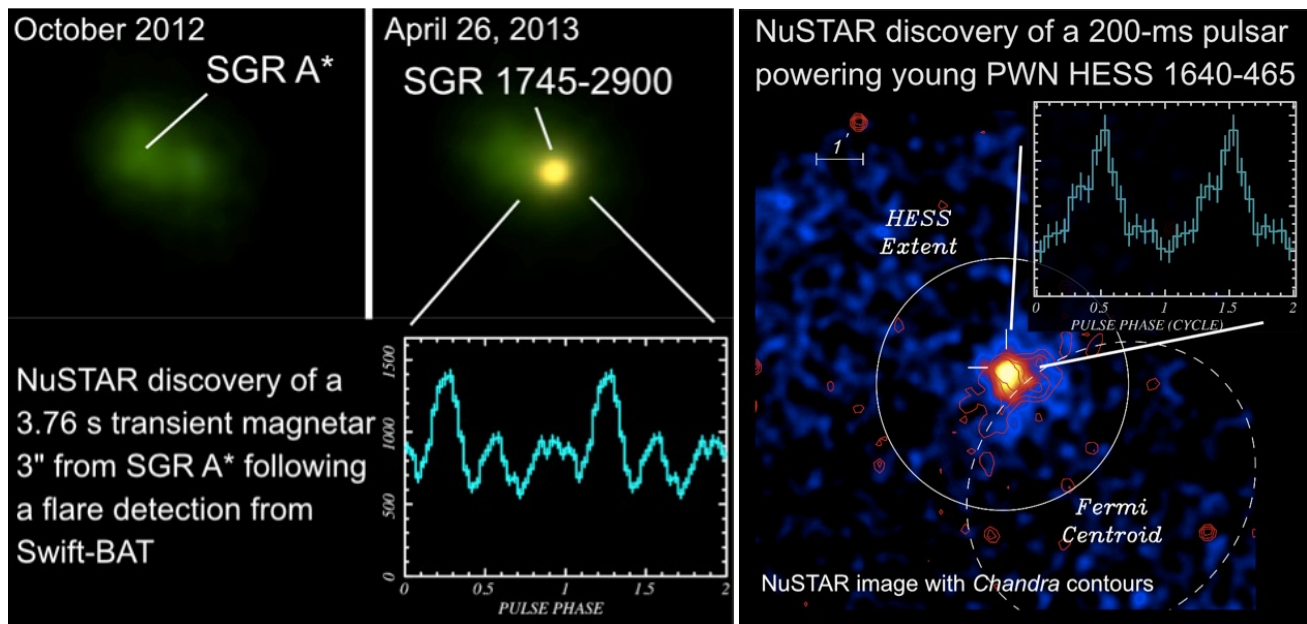 October 2012
SGR A*
April 26, 2013
SGR 1745-2900
NuSTAR discovery of a
3.76 s transient magnetar
3" from SGR A* following
a flare detection from
Swift-BAT
1500
1000
500
0
0 0.5 1 1.5 2
PULSE PHASE
NuSTAR discovery of a 200-ms pulsar
powering young PWN HESS 1640-465
1'
HESS
Extent
0 0.5 1 1.5 2
PULSE PHASE (CYCLE)
Fermi
Centroid
NuSTAR image with Chandra contours